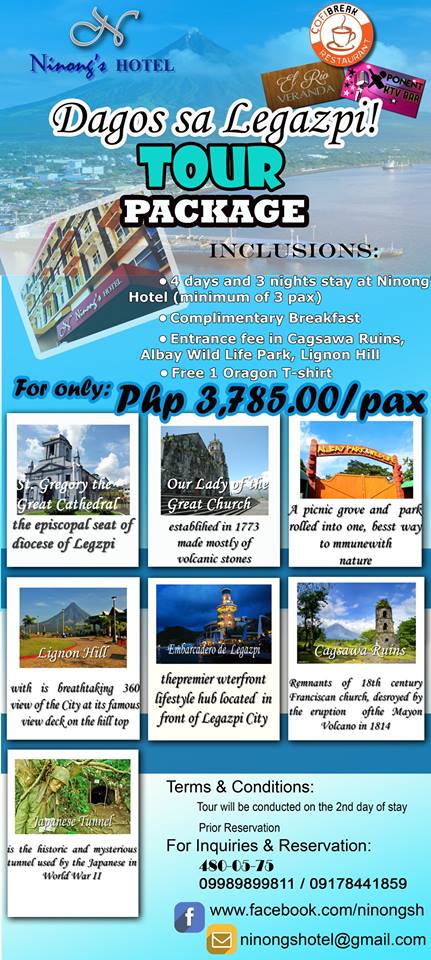 Ninong's HOTEL
COFIBREAK
RESTAURANT
El Rio
VERANDA
XPONENT
KTV BAR
Dagos sa Legazpi!
TOUR
PACKAGE
Ninong's HOTEL
INCLUSIONS:
• 4 days and 3 nights stay at Ninong
Hotel (minimum of 3 pax)
• Complimentary Breakfast
• Entrance fee in Cagsawa Ruins,
Albay Wild Life Park, Lignon Hill
• Free 1 Oragon T-shirt
For only: Php 3,785.00/pax
St. Gregory the
Great Cathedral
the episcopal seat of
diocese of Legzpi
Our Lady of the
Great Church
establihed in 1773
made mostly of
volcanic stones
ALBAY PARK
A picnic grove and park
rolled into one, besst way
to mmunewith
nature
Lignon Hill
with is breathtaking 360
view of the City at its famous
view deck on the hill top
Embarcadero de Legazpi
thepremier wterfront
lifestyle hub located in
front of Legazpi City
Cagsawa Ruins
Remnants of 18th century
Franciscan church, desroyed by
the eruption ofthe Mayon
Volcano in 1814
Japanese Tunnel
is the historic and mysterious
tunnel used by the Japanese in
World War II
Terms & Conditions:
Tour will be conducted on the 2nd day of stay
Prior Reservation
For Inquiries & Reservation:
480-05-75
09989899811 / 09178441859
www.facebook.com/ninongsh
ninongshotel@gmail.com